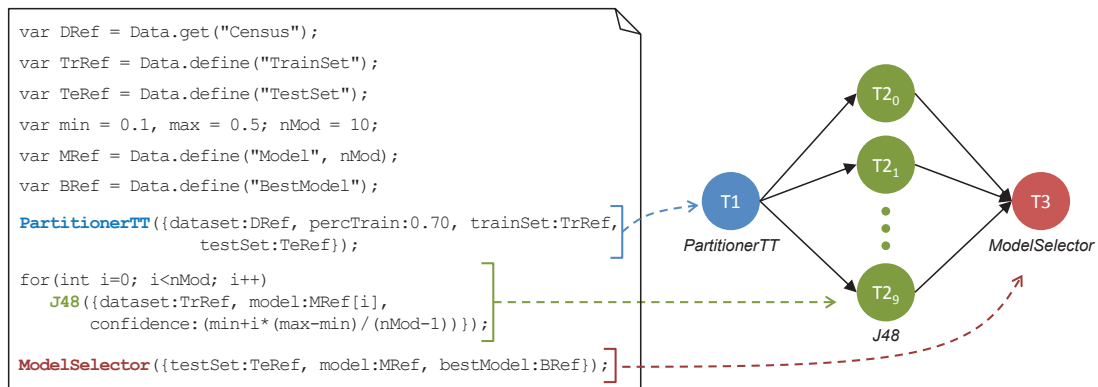 var DRef = Data.get("Census");
var TrRef = Data.define("TrainSet");
var TeRef = Data.define("TestSet");
var min = 0.1, max = 0.5; nMod = 10;
var MRef = Data.define("Model", nMod);
var BRef = Data.define("BestModel");
PartitionerTT({dataset:DRef, percTrain:0.70, trainSet:TrRef,
testSet:TeRef});
for(int i=0; i<nMod; i++)
J48({dataset:TrRef, model:MRef[i],
confidence:(min+i*(max-min)/(nMod-1))});
ModelSelector({testSet:TeRef, model:MRef, bestModel:BRef});
T1
PartitionerTT
T2₀
T2₁
T2₉
J48
T3
ModelSelector